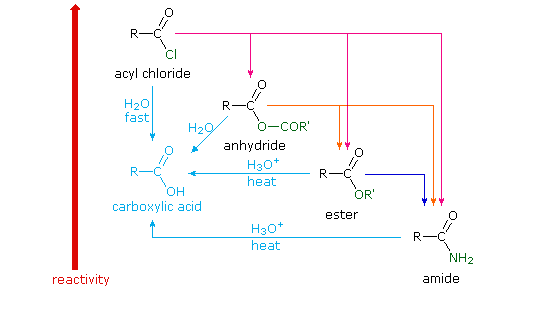 O
R–C
Cl
acyl chloride
H₂O
fast
O
R–C
O–COR'
anhydride
H₂O
O
R–C
OH
carboxylic acid
H₃O⁺
heat
O
R–C
OR'
ester
H₃O⁺
heat
O
R–C
NH₂
amide
reactivity